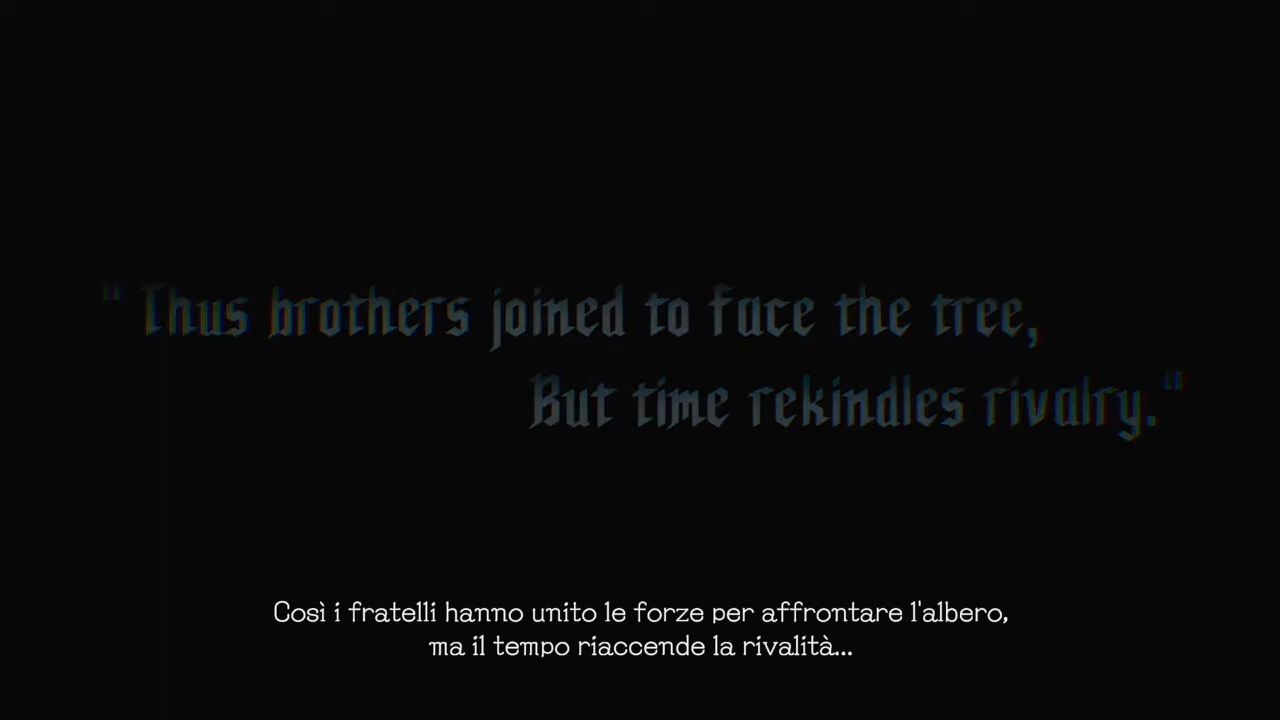 " Thus brothers joined to face the tree,
But time rekindles rivalry."
Così i fratelli hanno unito le forze per affrontare l'albero,
ma il tempo riaccende la rivalità...